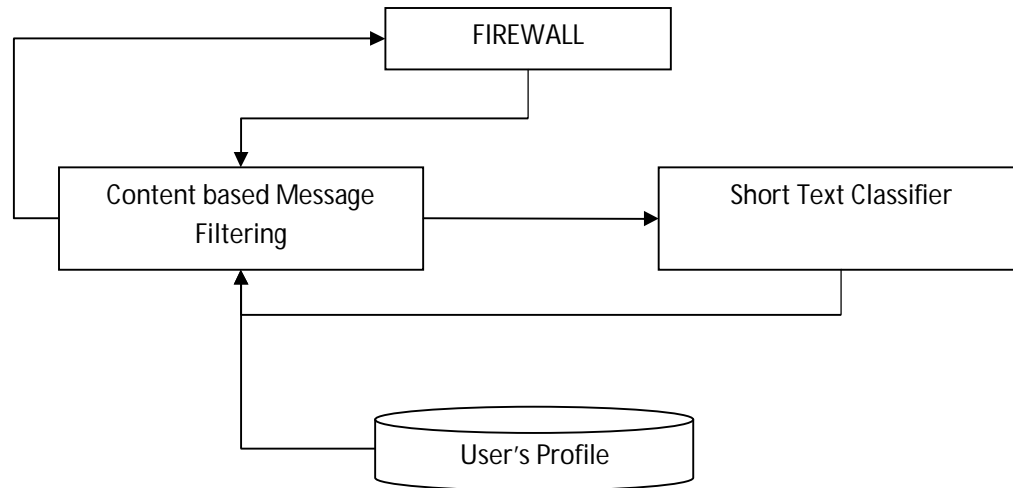 FIREWALL
Content based Message
Filtering
Short Text Classifier
User's Profile